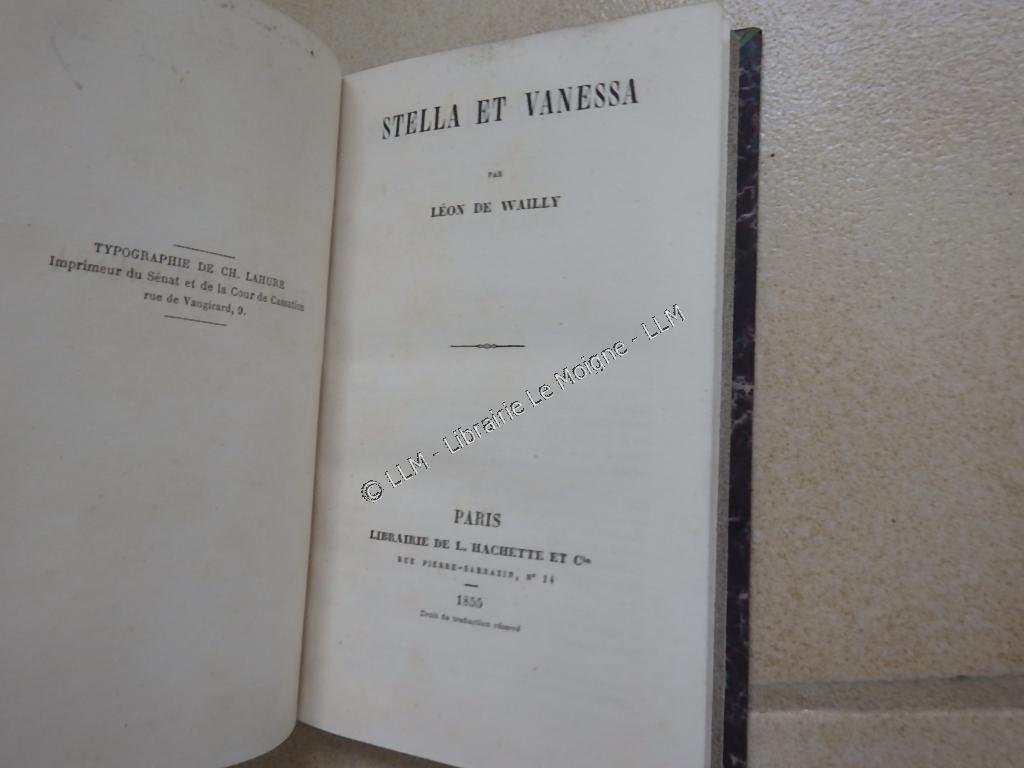 TYPOGRAPHIE DE CH. LAHURE
Imprimeur du Sénat et de la Cour de Cassation
rue de Vaugirard, 9.
STELLA ET VANESSA
PAR
LÉON DE WAILLY
© LLM - Librairie Le Moigne - LLM
PARIS
LIBRAIRIE DE L. HACHETTE ET Cie
RUE PIERRE-SARRAZIN, N° 14
1855
Droit de traduction réservé